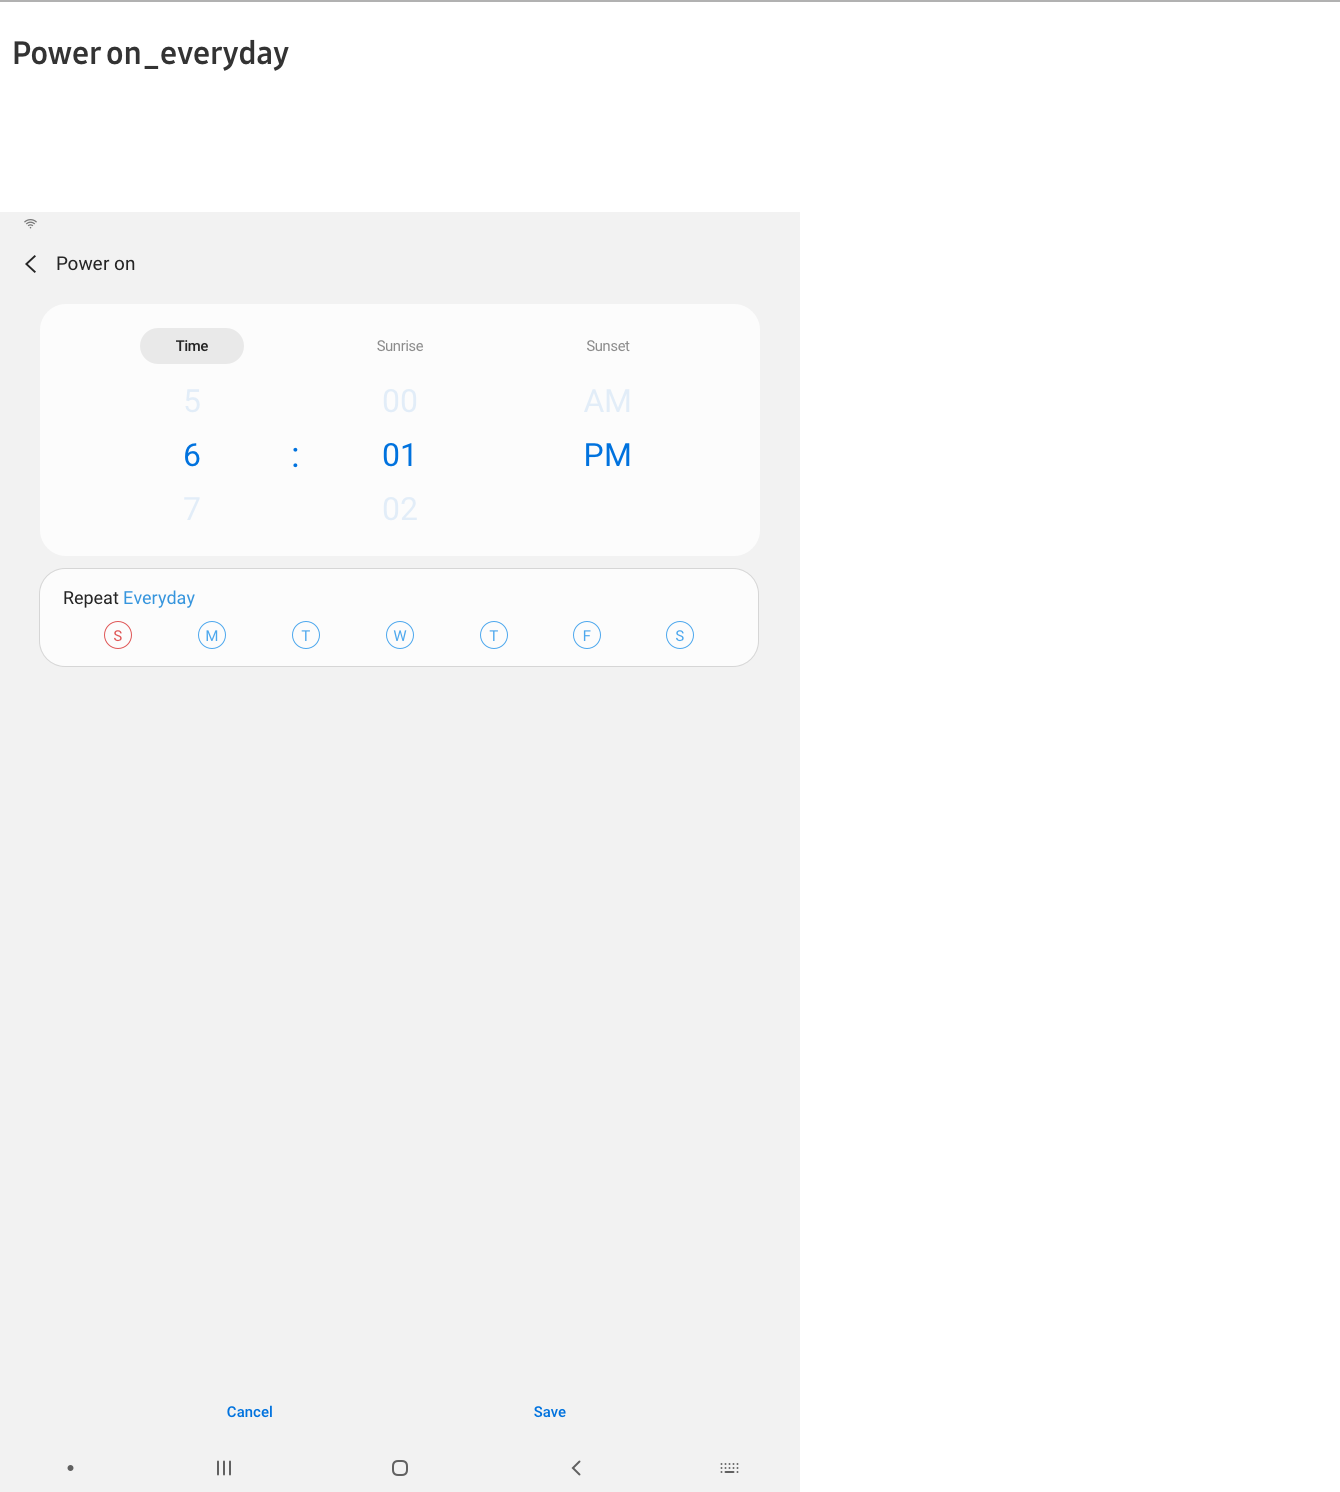 Power on_everyday
Power on
Time Sunrise Sunset
5 00 AM
6 : 01 PM
7 02
Repeat Everyday
S M T W T F S
Cancel Save